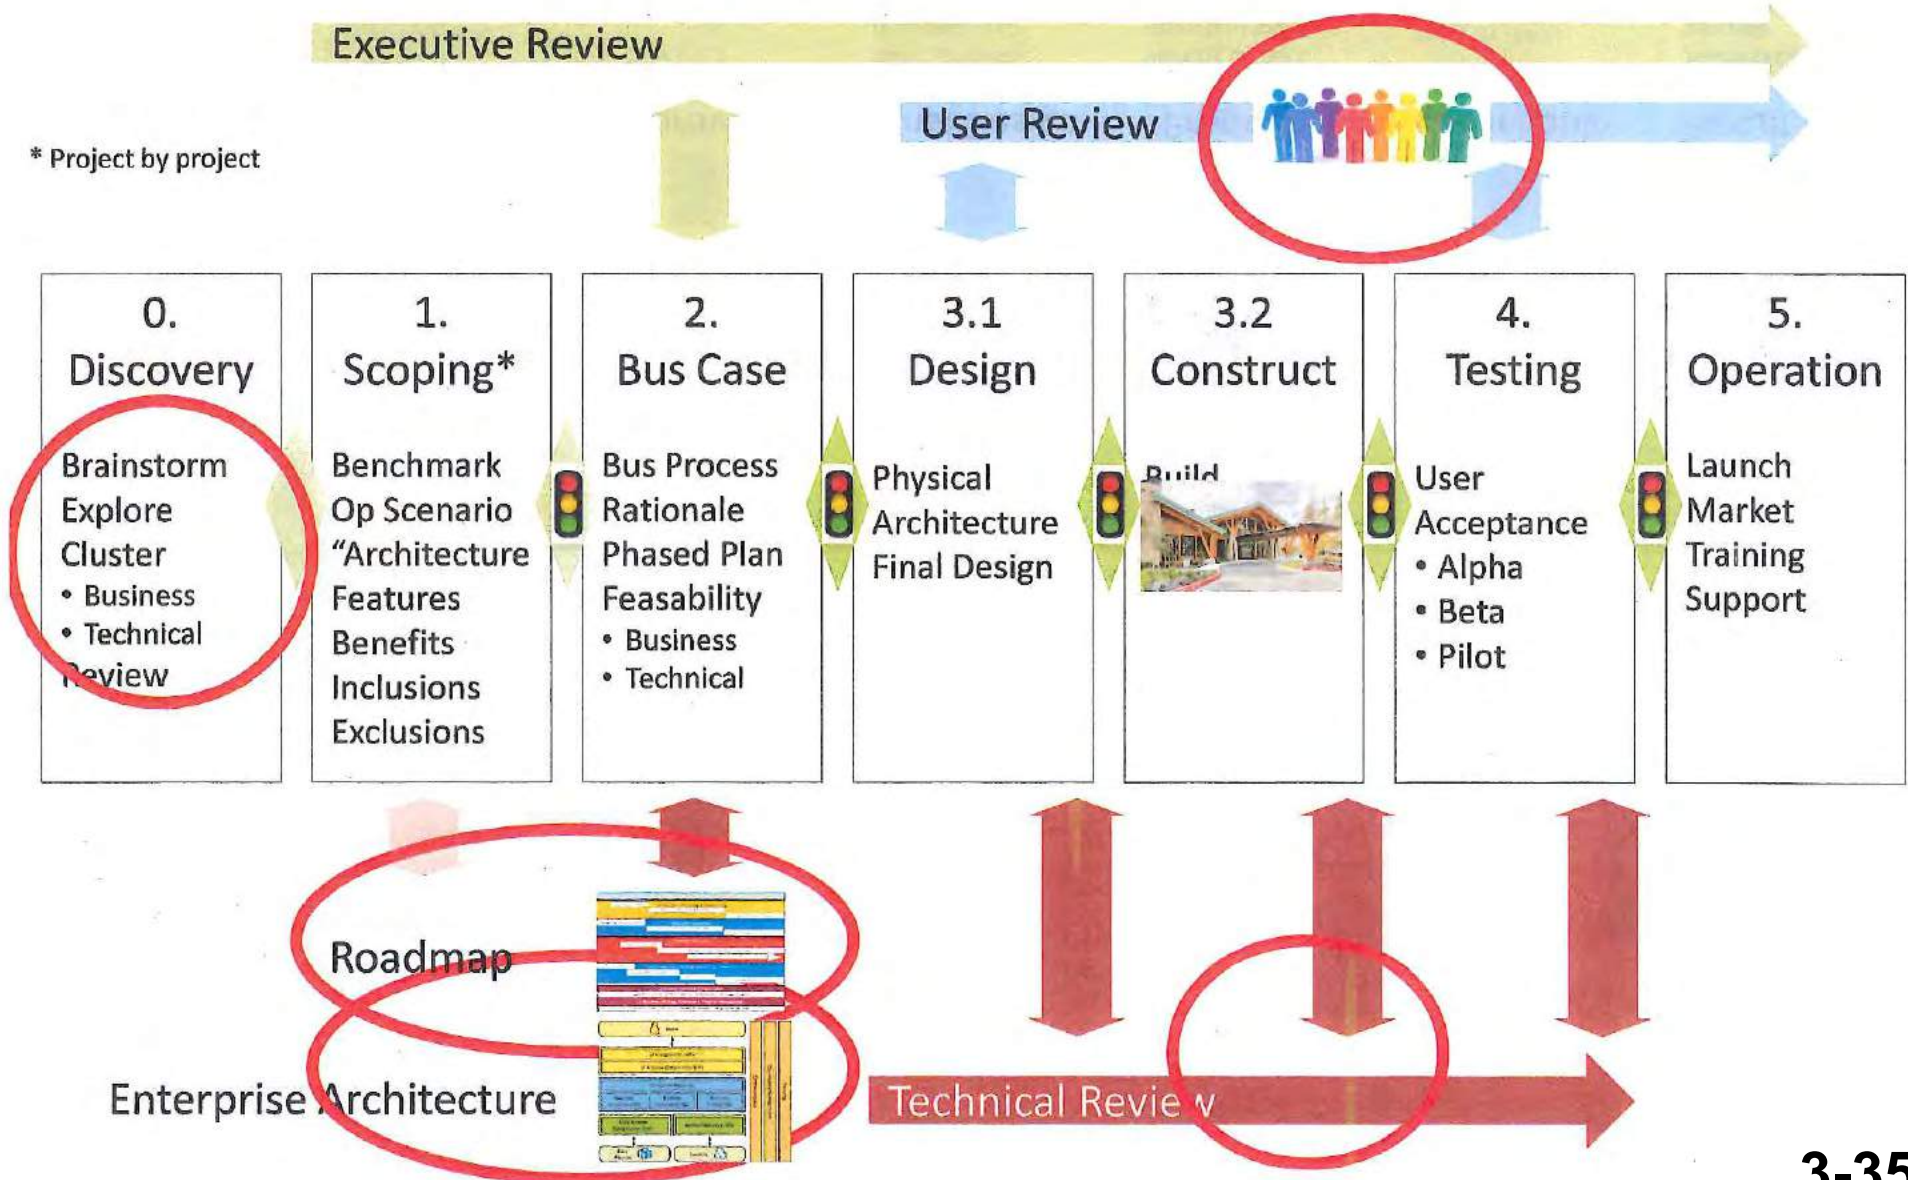 Executive Review
User Review
* Project by project
0.
Discovery
Brainstorm
Explore
Cluster
• Business
• Technical
Review
1.
Scoping*
Benchmark
Op Scenario
“Architecture
Features
Benefits
Inclusions
Exclusions
2.
Bus Case
Bus Process
Rationale
Phased Plan
Feasability
• Business
• Technical
3.1
Design
Physical
Architecture
Final Design
3.2
Construct
Build
4.
Testing
User
Acceptance
• Alpha
• Beta
• Pilot
5.
Operation
Launch
Market
Training
Support
Roadmap
Enterprise Architecture
Technical Review
3-35